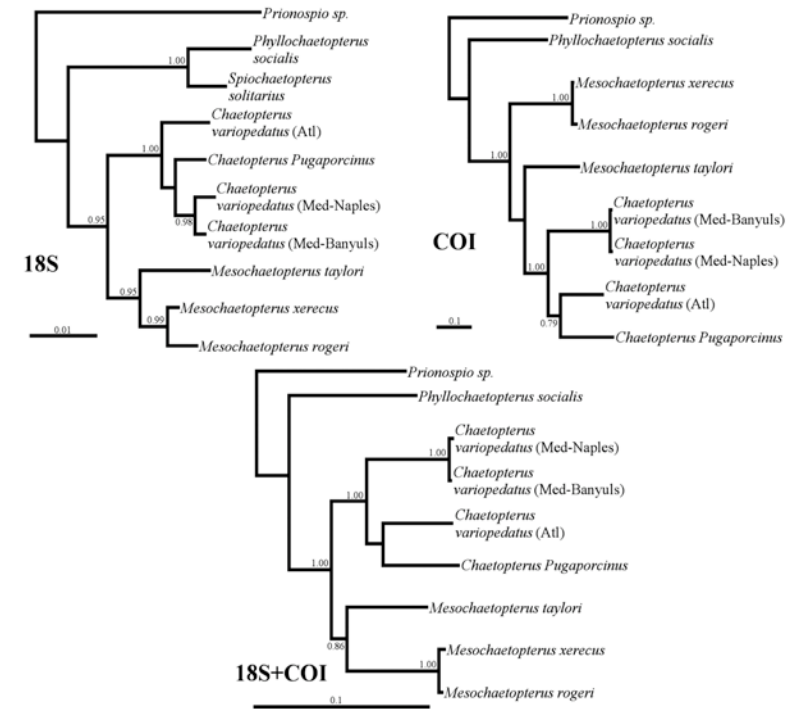 Prionospio sp.
Phyllochaetopterus
socialis
1.00
Spiochaetopterus
solitarius
Chaetopterus
variopedatus (Atl)
1.00
Chaetopterus Pugaporcinus
Chaetopterus
variopedatus (Med-Naples)
0.98
Chaetopterus
variopedatus (Med-Banyuls)
0.95
18S
Mesochaetopterus taylori
0.95
Mesochaetopterus xerecus
0.99
Mesochaetopterus rogeri
0.01
Prionospio sp.
Phyllochaetopterus socialis
Mesochaetopterus xerecus
1.00
Mesochaetopterus rogeri
1.00
Mesochaetopterus taylori
Chaetopterus
variopedatus (Med-Banyuls)
1.00
Chaetopterus
variopedatus (Med-Naples)
COI
1.00
Chaetopterus
variopedatus (Atl)
0.79
Chaetopterus Pugaporcinus
0.1
Prionospio sp.
Phyllochaetopterus socialis
Chaetopterus
variopedatus (Med-Naples)
1.00
Chaetopterus
variopedatus (Med-Banyuls)
1.00
Chaetopterus
variopedatus (Atl)
Chaetopterus Pugaporcinus
1.00
Mesochaetopterus taylori
0.86
Mesochaetopterus xerecus
1.00
Mesochaetopterus rogeri
18S+COI
0.1